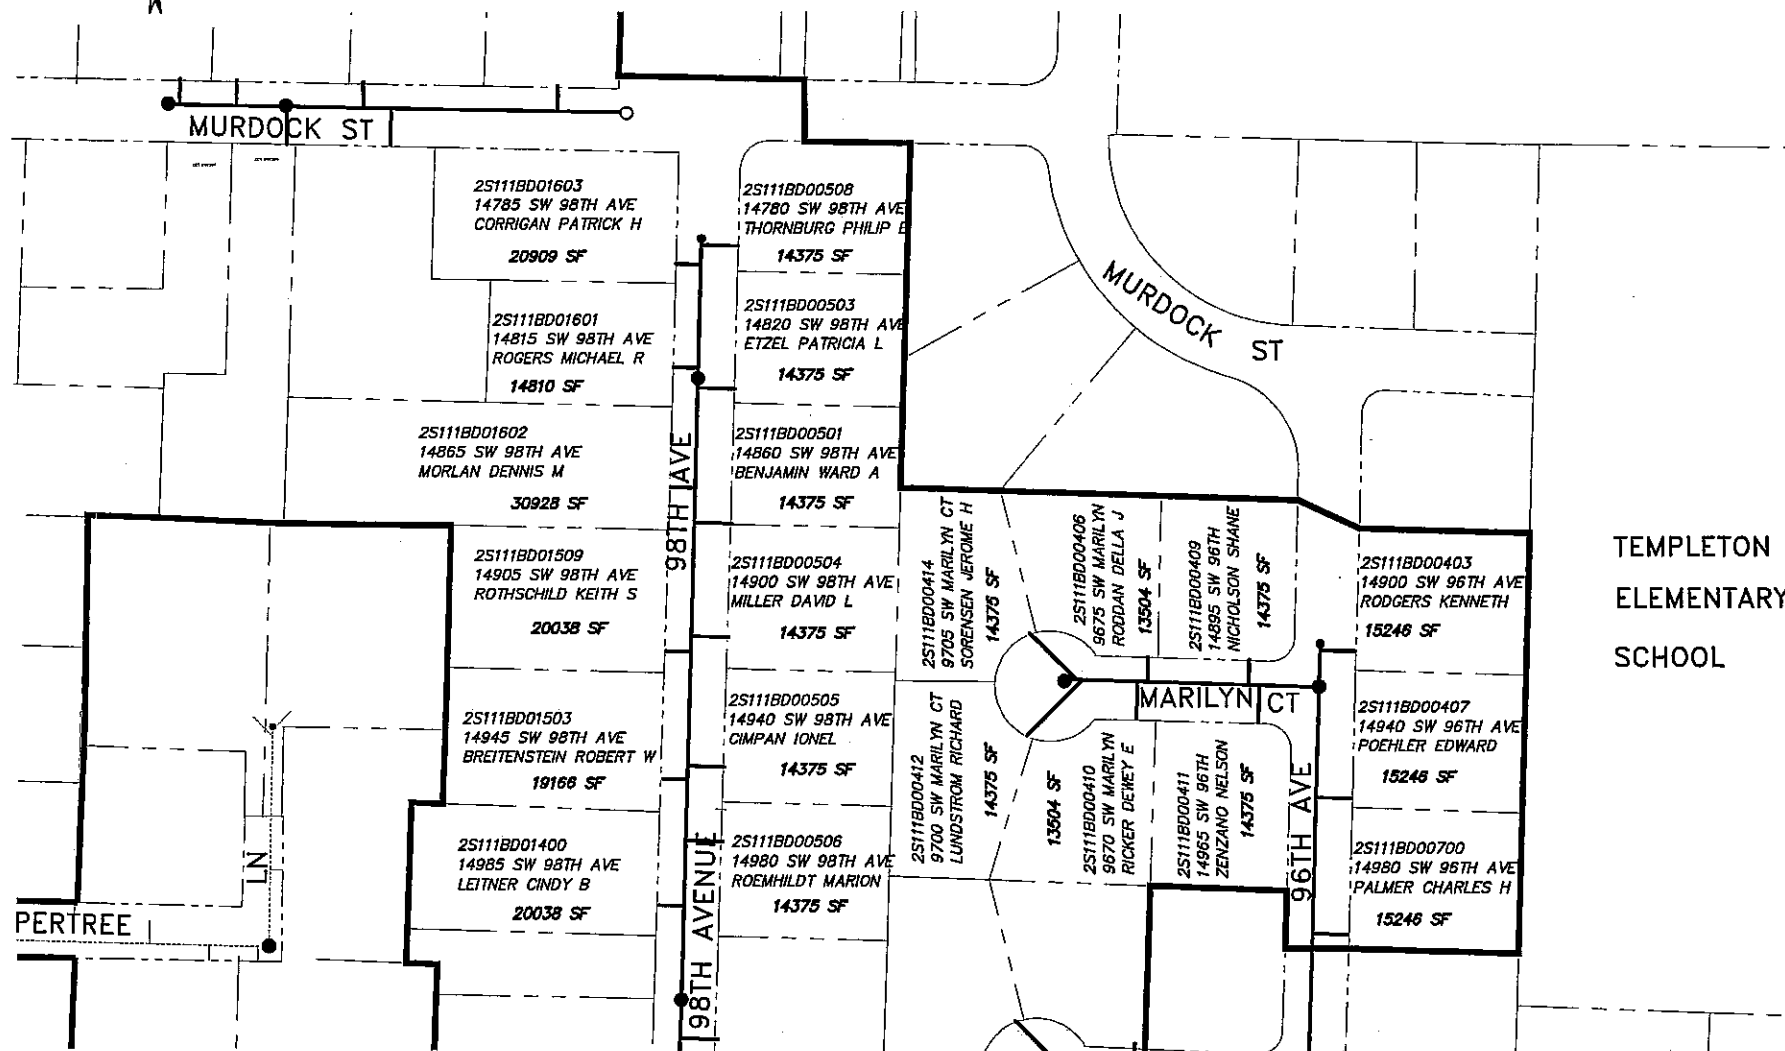 MURDOCK ST
2S111BD01603
14785 SW 98TH AVE
CORRIGAN PATRICK H
20909 SF
2S111BD00508
14780 SW 98TH AVE
THORNBURG PHILIP E
14375 SF
2S111BD01601
14815 SW 98TH AVE
ROGERS MICHAEL R
14810 SF
2S111BD00503
14820 SW 98TH AVE
ETZEL PATRICIA L
14375 SF
MURDOCK ST
2S111BD01602
14865 SW 98TH AVE
MORLAN DENNIS M
30928 SF
98TH AVE
2S111BD00501
14860 SW 98TH AVE
BENJAMIN WARD A
14375 SF
2S111BD01509
14905 SW 98TH AVE
ROTHSCHILD KEITH S
20038 SF
2S111BD00504
14900 SW 98TH AVE
MILLER DAVID L
14375 SF
2S111BD00414
9705 SW MARILYN CT
SORENSEN JEROME H
14375 SF
2S111BD00406
9675 SW MARILYN
RODDAN DELLA J
13504 SF
2S111BD00409
14895 SW 96TH
NICHOLSON SHANE
14375 SF
2S111BD00403
14900 SW 96TH AVE
RODGERS KENNETH
15246 SF
TEMPLETON
ELEMENTARY
SCHOOL
2S111BD01503
14945 SW 98TH AVE
BREITENSTEIN ROBERT W
19166 SF
2S111BD00505
14940 SW 98TH AVE
CIMPAN IONEL
14375 SF
MARILYN CT
2S111BD00412
9700 SW MARILYN CT
LUNDSTROM RICHARD
14375 SF
13504 SF
2S111BD00410
9670 SW MARILYN
RICKER DEWEY E
2S111BD00411
14965 SW 96TH
ZENZANO NELSON
14375 SF
96TH AVE
2S111BD00407
14940 SW 96TH AVE
POEHLER EDWARD
15246 SF
2S111BD01400
14985 SW 98TH AVE
LEITNER CINDY B
20038 SF
98TH AVENUE
2S111BD00506
14980 SW 98TH AVE
ROEMHILDT MARION
14375 SF
2S111BD00700
14980 SW 96TH AVE
PALMER CHARLES H
15246 SF
LN
PERTREE